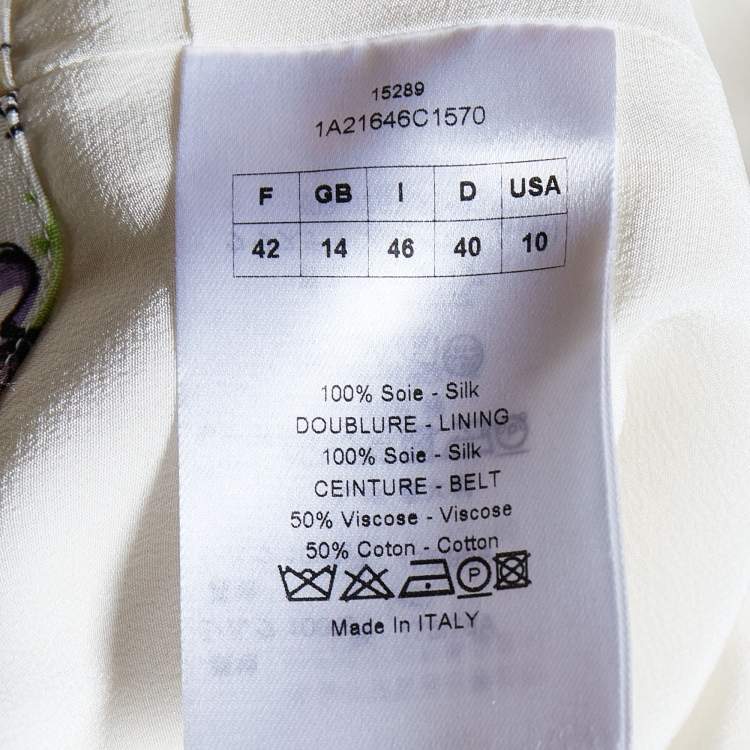 15289
1A21646C1570
F GB I D USA
42 14 46 40 10
100% Soie - Silk
DOUBLURE - LINING
100% Soie - Silk
CEINTURE - BELT
50% Viscose - Viscose
50% Coton - Cotton
P
Made In ITALY